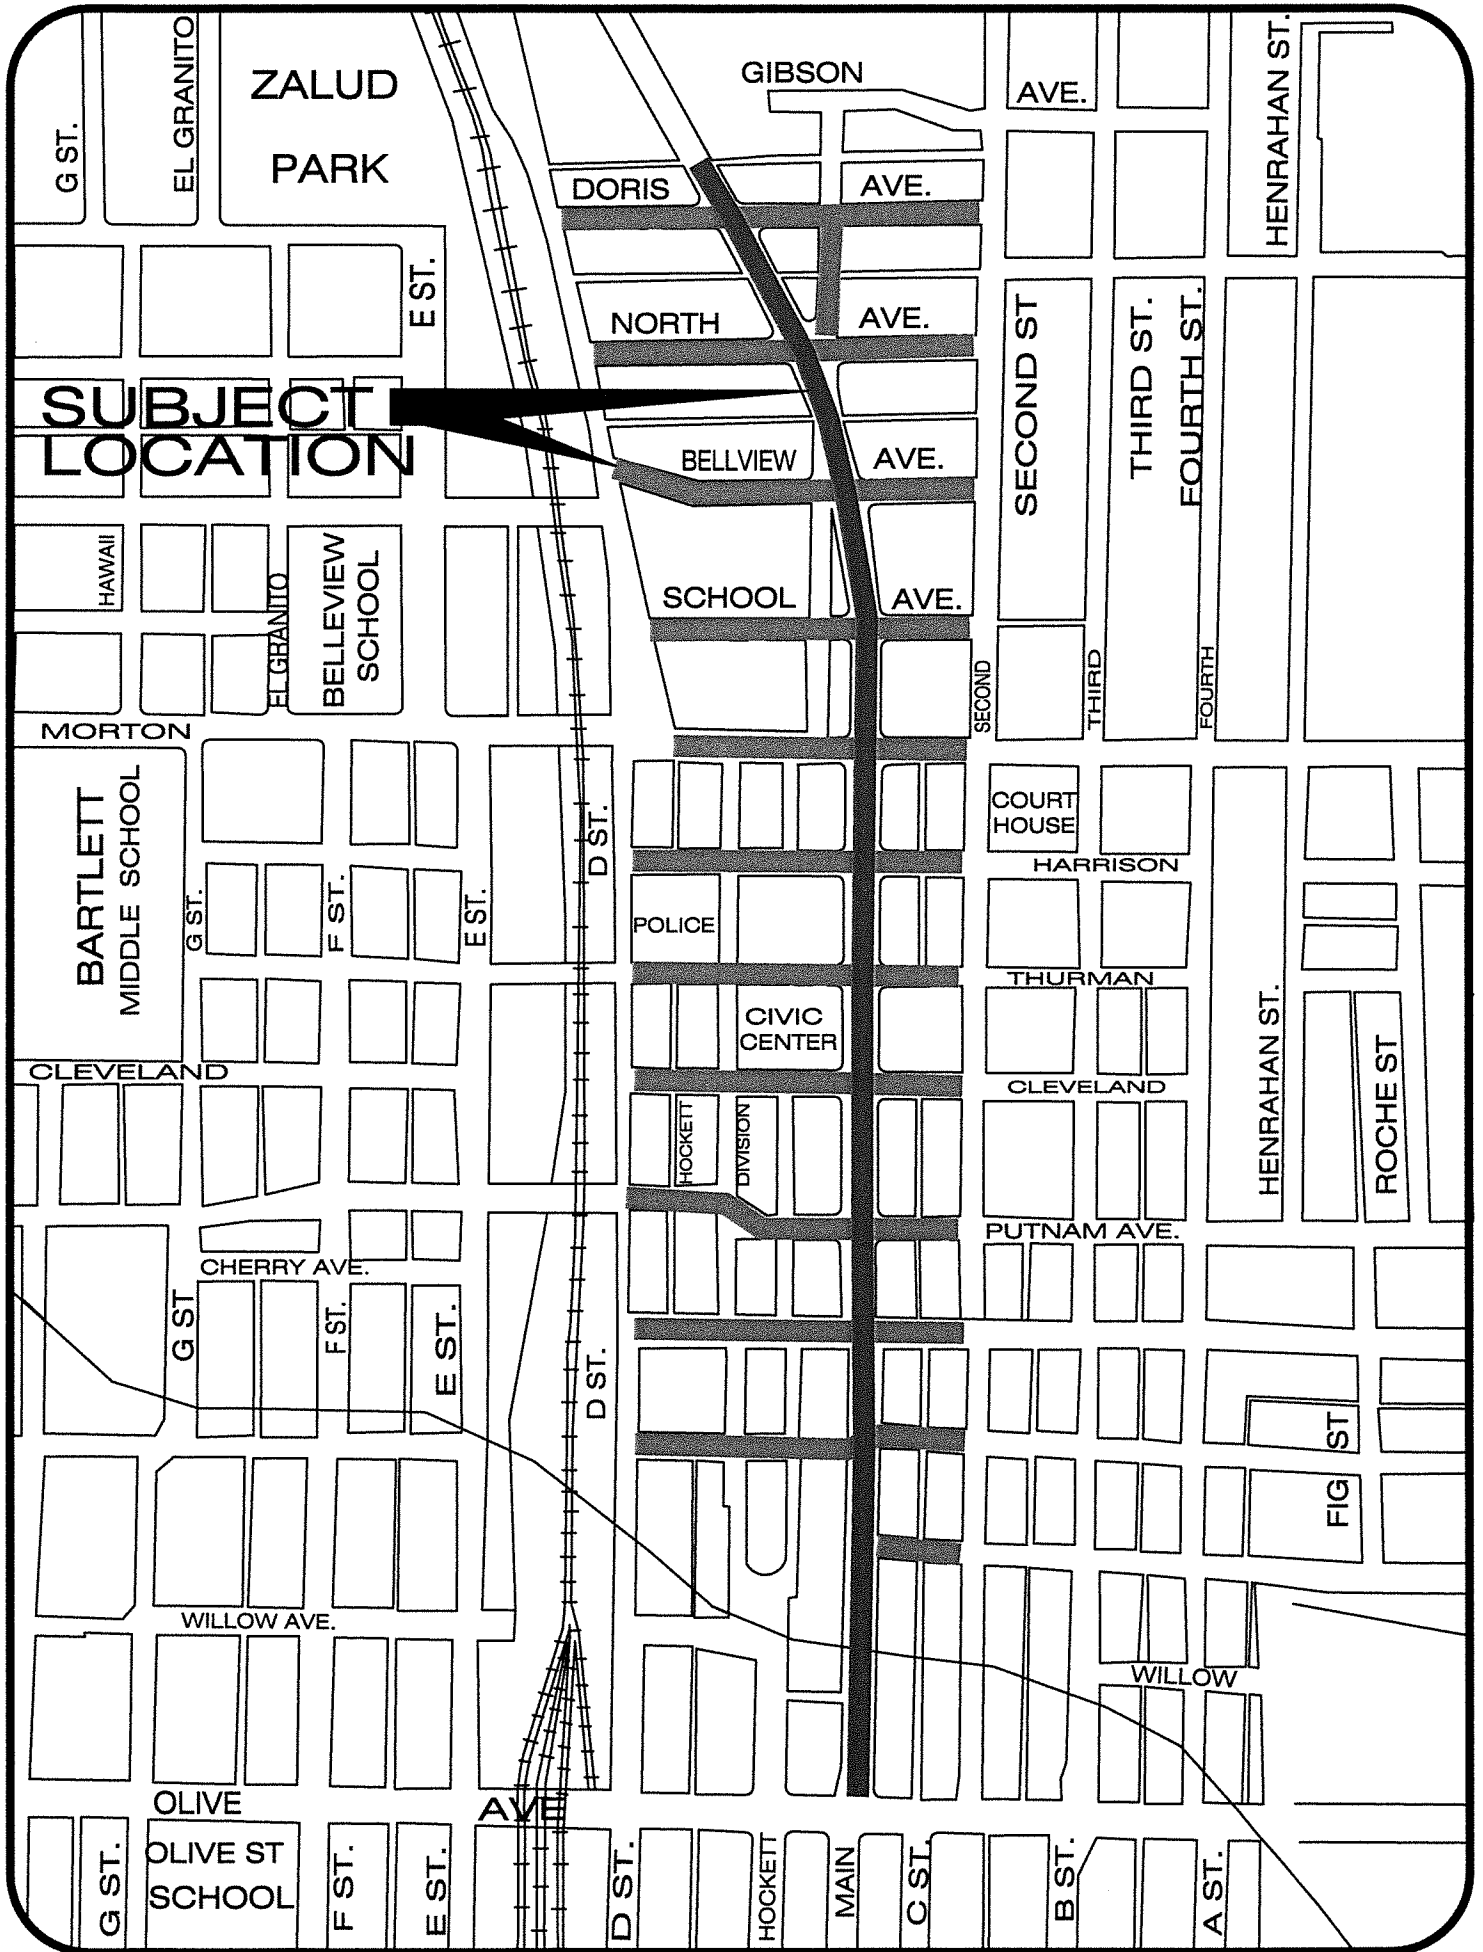 GIBSON
AVE.
G ST.
EL GRANITO
ZALUD
PARK
HENRAHAN ST.
DORIS
AVE.
E ST.
NORTH
AVE.
SECOND ST
THIRD ST.
FOURTH ST.
SUBJECT
LOCATION
BELLVIEW
AVE.
HAWAII
EL GRANITO
BELLEVIEW
SCHOOL
SCHOOL
AVE.
SECOND
THIRD
FOURTH
MORTON
BARTLETT
MIDDLE SCHOOL
D ST.
COURT
HOUSE
HARRISON
G ST.
F ST.
E ST.
POLICE
THURMAN
CIVIC
CENTER
HENRAHAN ST.
ROCHE ST
CLEVELAND
CLEVELAND
HOCKETT
DIVISION
PUTNAM AVE.
CHERRY AVE.
G ST
F ST.
E ST.
D ST.
FIG ST
WILLOW AVE.
WILLOW
OLIVE
AVE
OLIVE ST
SCHOOL
G ST.
F ST.
E ST.
D ST.
HOCKETT
MAIN
C ST.
B ST.
A ST.